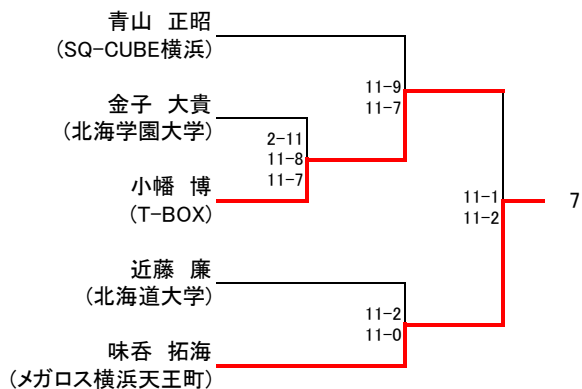 青山 正昭
(SQ-CUBE横浜)
11-9
11-7
金子 大貴
(北海学園大学)
2-11
11-8
11-7
小幡 博
(T-BOX)
11-1
11-2
7
近藤 廉
(北海道大学)
11-2
11-0
味呑 拓海
(メガロス横浜天王町)